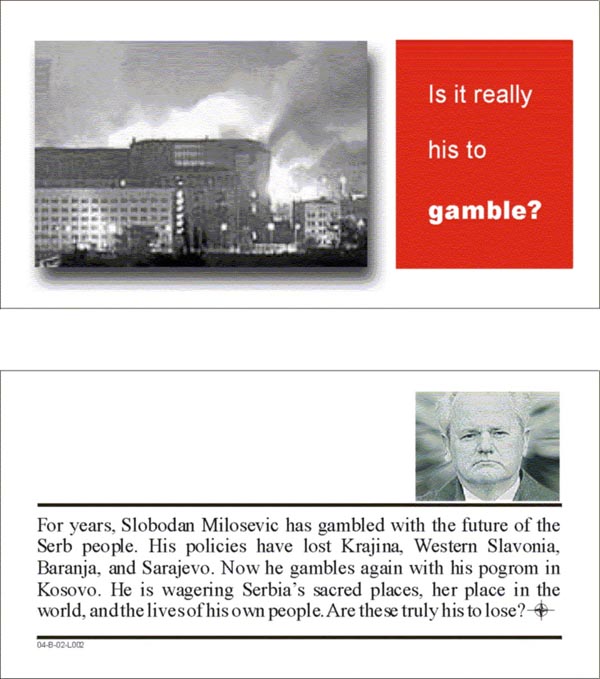 Is it really
his to
gamble?
For years, Slobodan Milosevic has gambled with the future of the
Serb people. His policies have lost Krajina, Western Slavonia,
Baranja, and Sarajevo. Now he gambles again with his pogrom in
Kosovo. He is wagering Serbia's sacred places, her place in the
world, and the lives of his own people. Are these truly his to lose?
04-B-02-L002